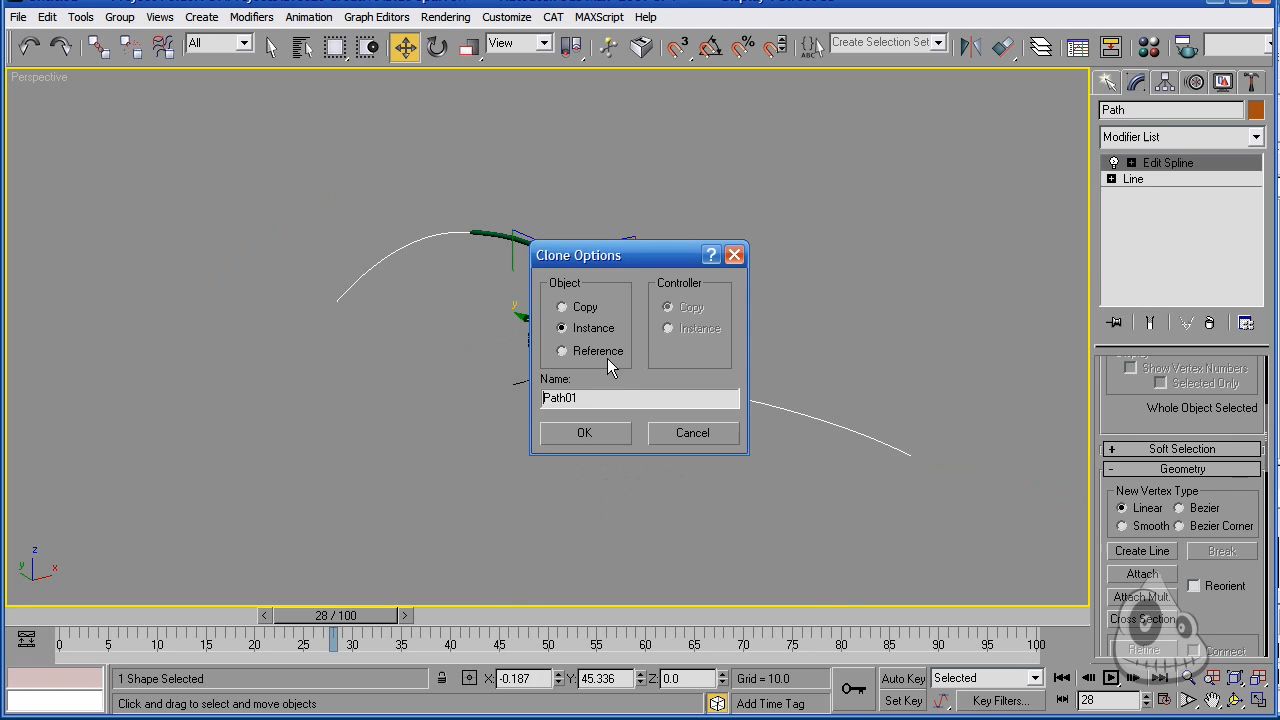 File Edit Tools Group Views Create Modifiers Animation Graph Editors Rendering Customize CAT MAXScript Help
All View 3 Create Selection Set
ABC
Perspective
Path
Modifier List
Edit Spline
Line
Clone Options
Object Controller
Copy Copy
Instance Instance
Reference
Name:
Path01
OK Cancel
y
Show Vertex Numbers
Selected Only
Whole Object Selected
+ Soft Selection
- Geometry
New Vertex Type
Linear Bezier
Smooth Bezier Corner
Create Line Break
Attach
Reorient
Attach Mult.
Cross Section
Refine Connect
z
y x
< 28 / 100 >
0 5 10 15 20 25 30 35 40 45 50 55 60 65 70 75 80 85 90 95 100
1 Shape Selected X: -0.187 Y: 45.336 Z: 0.0 Grid = 10.0 Auto Key Selected
Click and drag to select and move objects Add Time Tag Set Key Key Filters... 28